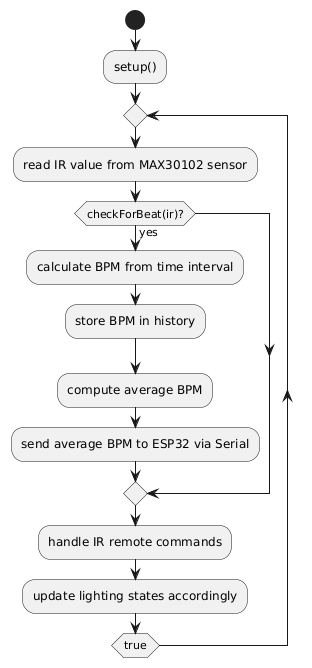 setup()
read IR value from MAX30102 sensor
checkForBeat(ir)?
yes
calculate BPM from time interval
store BPM in history
compute average BPM
send average BPM to ESP32 via Serial
handle IR remote commands
update lighting states accordingly
true